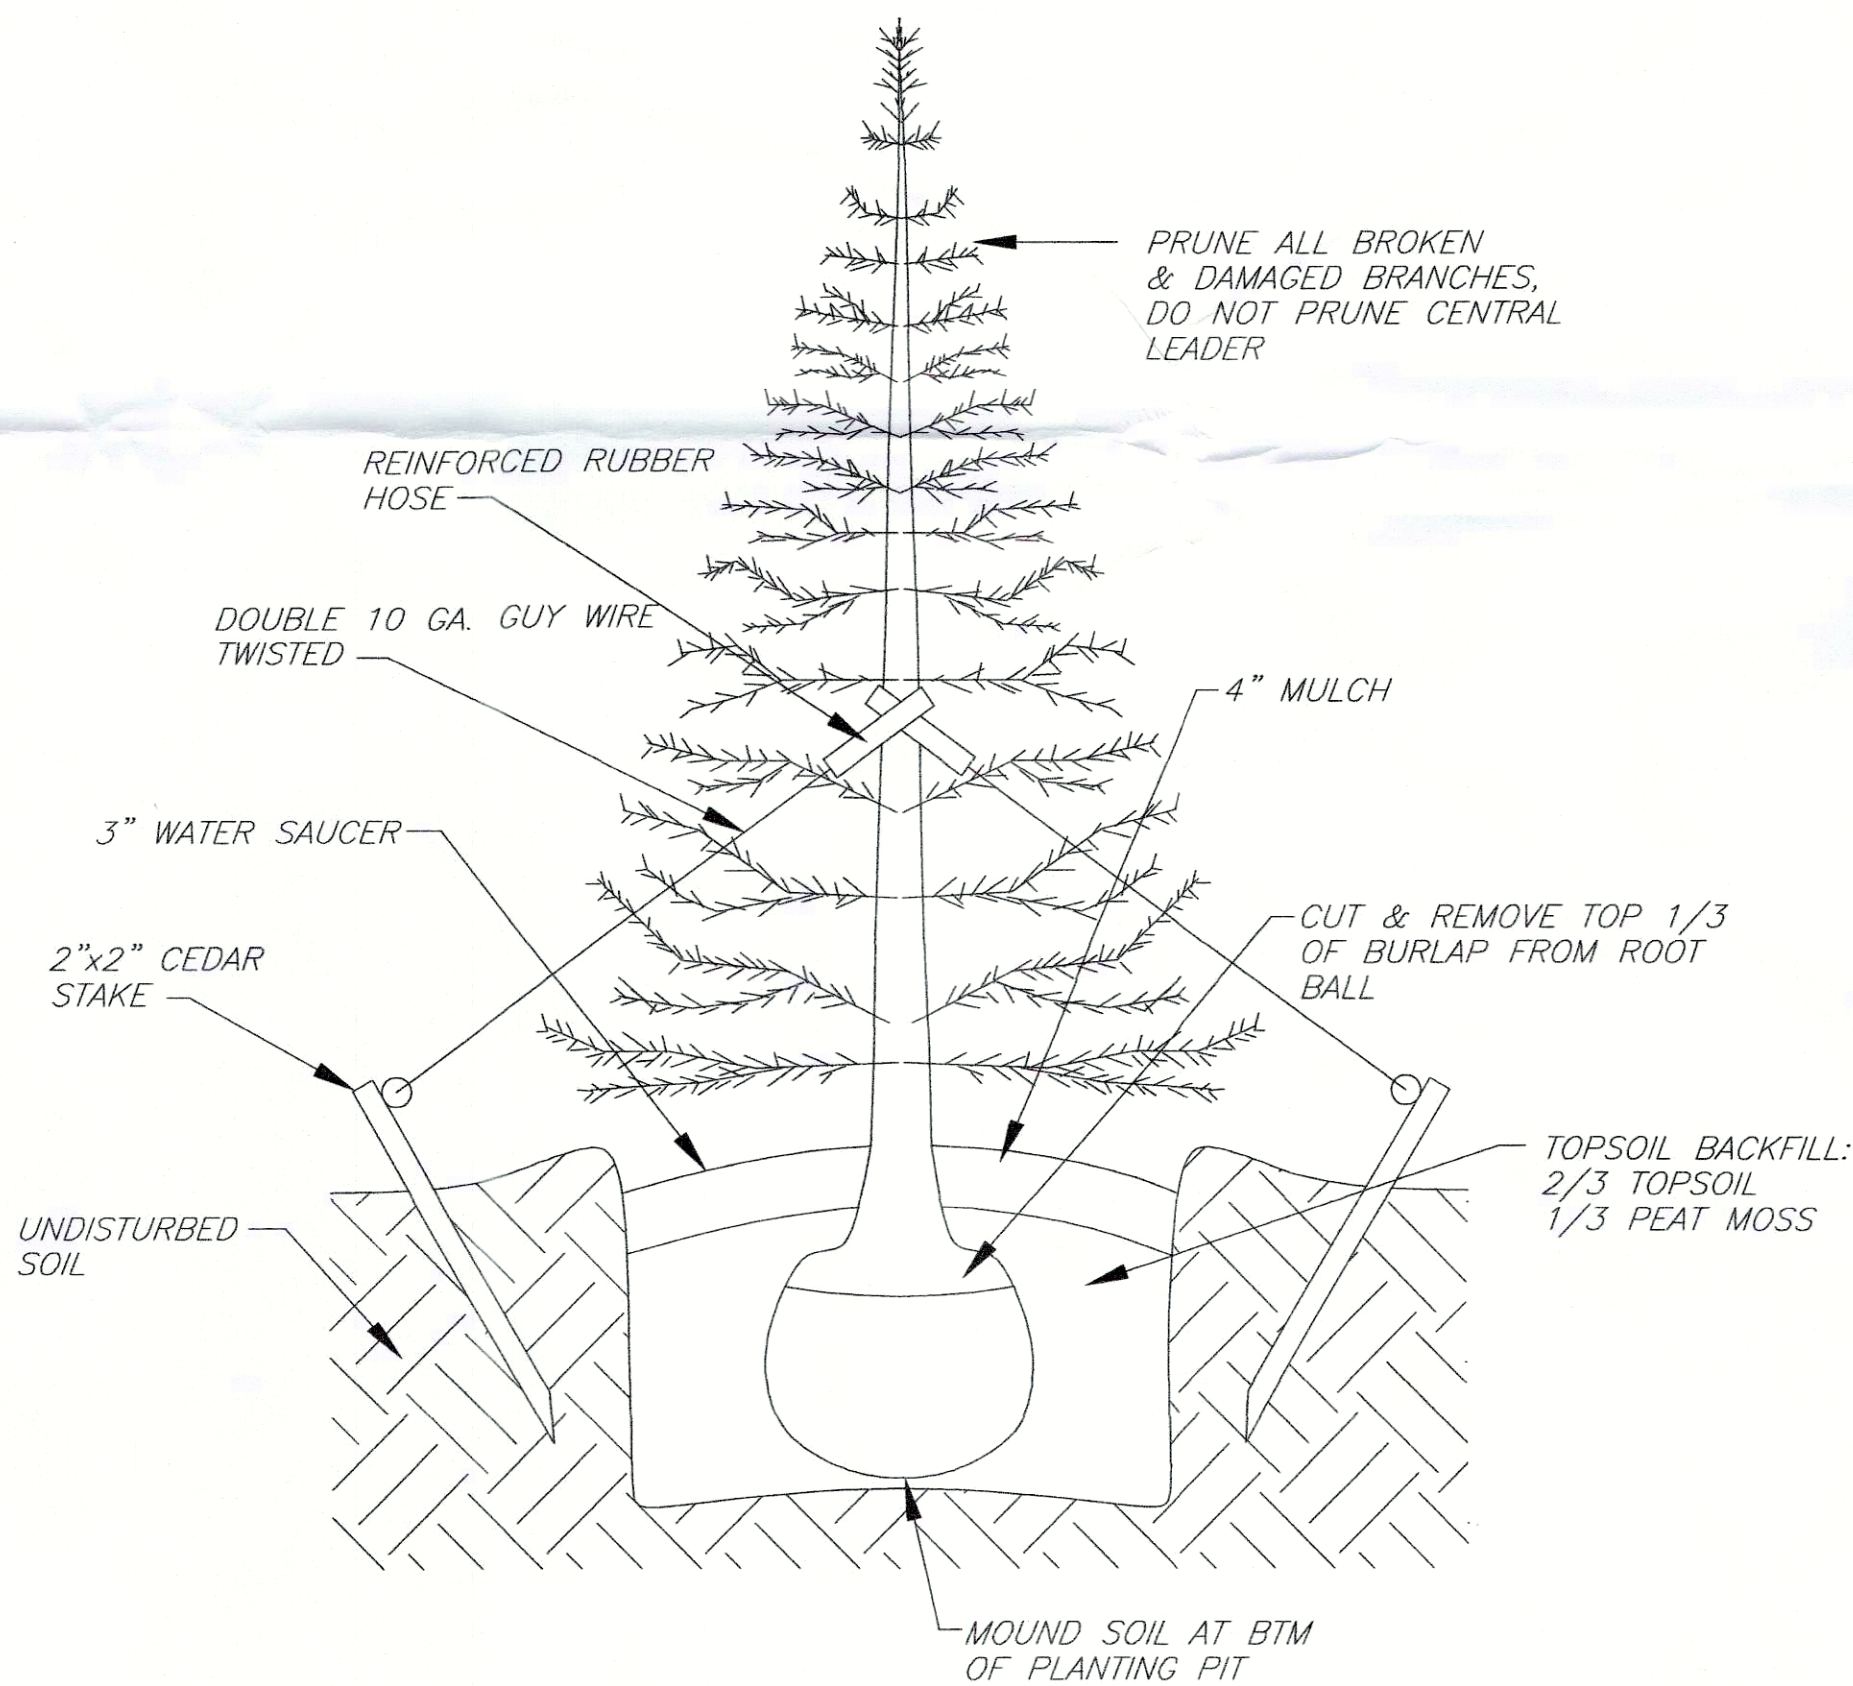 PRUNE ALL BROKEN
& DAMAGED BRANCHES,
DO NOT PRUNE CENTRAL
LEADER
REINFORCED RUBBER
HOSE
DOUBLE 10 GA. GUY WIRE
TWISTED
4" MULCH
3" WATER SAUCER
CUT & REMOVE TOP 1/3
OF BURLAP FROM ROOT
BALL
2"x2" CEDAR
STAKE
TOPSOIL BACKFILL:
2/3 TOPSOIL
1/3 PEAT MOSS
UNDISTURBED
SOIL
MOUND SOIL AT BTM
OF PLANTING PIT